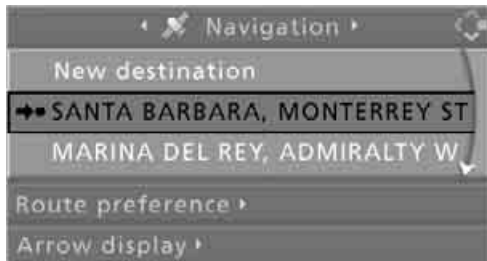 Navigation
New destination
SANTA BARBARA, MONTERREY ST
MARINA DEL REY, ADMIRALTY W
Route preference
Arrow display